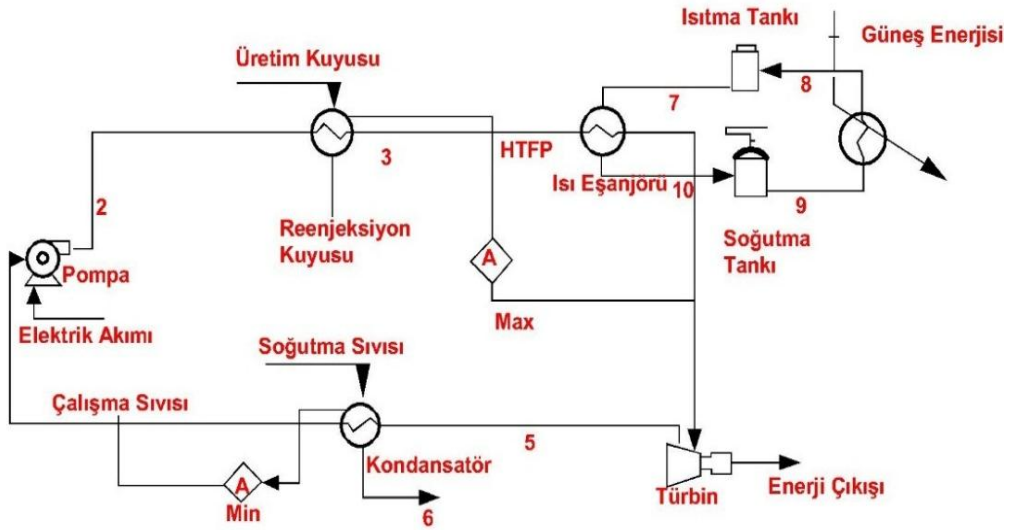 Isıtma Tankı
Güneş Enerjisi
Üretim Kuyusu
8
7
3
HTFP
Isı Eşanjörü
10
9
2
Reenjeksiyon
Kuyusu
Soğutma
Tankı
A
Pompa
Max
Elektrik Akımı
Soğutma Sıvısı
Çalışma Sıvısı
5
Kondansatör
A
Min
6
Türbin
Enerji Çıkışı